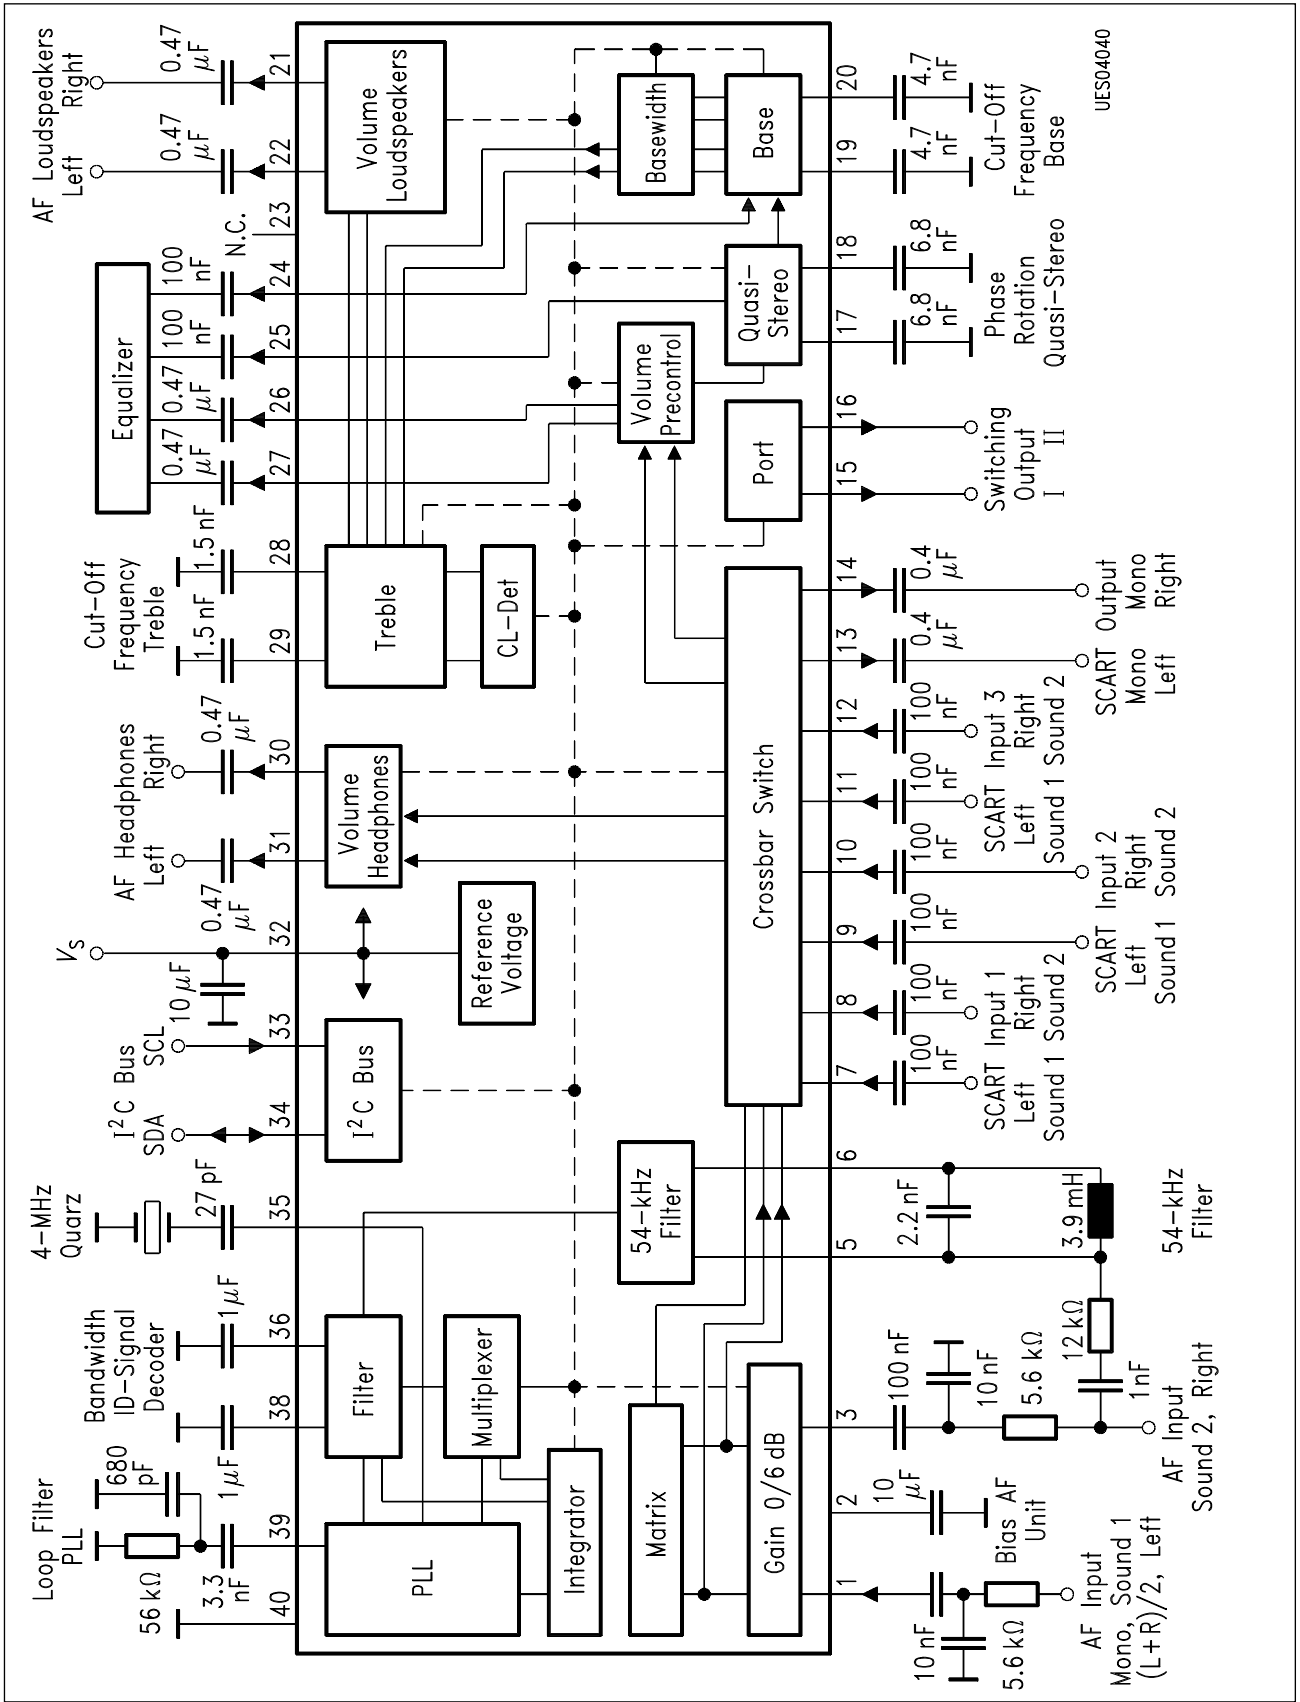 Loop Filter
PLL
680
pF
56 kΩ
3.3
nF
1 μF
Bandwidth
ID–Signal
Decoder
1 μF
4-MHz
Quarz
27 pF
I²C Bus
SDA
SCL
10 μF
VS
AF Headphones
Left
Right
0.47
μF
0.47
μF
Cut–Off
Frequency
Treble
1.5 nF
1.5 nF
Equalizer
0.47
μF
0.47
μF
100
nF
100
nF
N.C.
AF Loudspeakers
Left
Right
0.47
μF
0.47
μF
40
39
38
36
35
34
33
32
31
30
29
28
27
26
25
24
23
22
21
PLL
Filter
Multiplexer
Integrator
I²C Bus
Reference
Voltage
Volume
Headphones
Treble
CL–Det
Volume
Loudspeakers
Matrix
Gain 0/6 dB
54-kHz
Filter
Crossbar Switch
Port
Volume
Precontrol
Quasi–
Stereo
Basewidth
Base
1
2
3
5
6
7
8
9
10
11
12
13
14
15
16
17
18
19
20
10 nF
5.6 kΩ
AF Input
Mono, Sound 1
(L+R)/2, Left
10
μF
Bias AF
Unit
100 nF
10 nF
5.6 kΩ
12 kΩ
1 nF
AF Input
Sound 2, Right
2.2 nF
3.9 mH
54-kHz
Filter
100
nF
100
nF
SCART Input 1
Left Right
Sound 1 Sound 2
100
nF
100
nF
SCART Input 2
Left Right
Sound 1 Sound 2
100
nF
100
nF
SCART Input 3
Left Right
Sound 1 Sound 2
0.4
μF
0.4
μF
SCART Output
Mono Mono
Left Right
Switching
Output
I II
6.8
nF
6.8
nF
Phase
Rotation
Quasi–Stereo
4.7
nF
4.7
nF
Cut–Off
Frequency
Base
UES04040